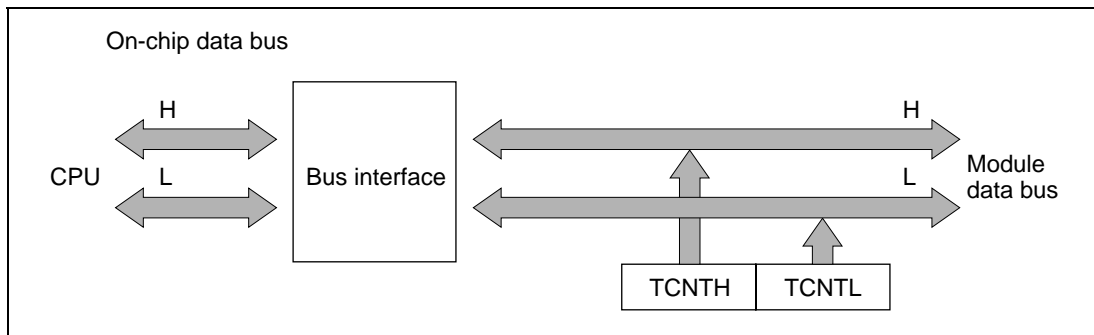 On-chip data bus
H
H
CPU
L
Bus interface
L
Module
data bus
TCNTH
TCNTL